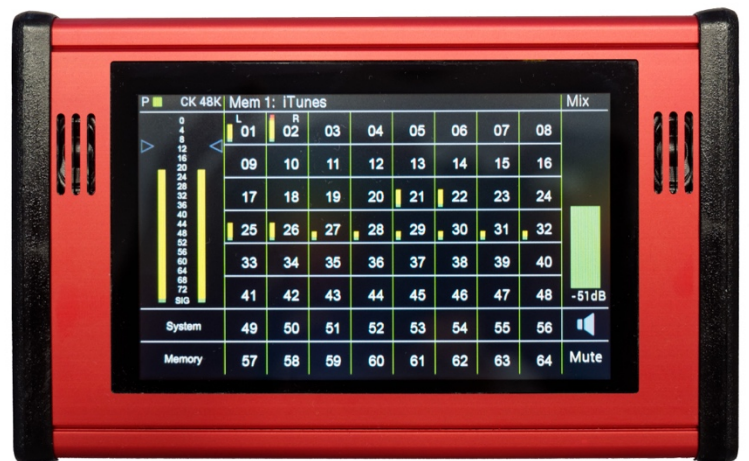 P CK 48K Mem 1: iTunes Mix
0
4
8
12
16
20
24
28
32
36
40
44
48
52
56
60
64
68
72
SIG
L R
01 02 03 04 05 06 07 08
09 10 11 12 13 14 15 16
17 18 19 20 21 22 23 24
25 26 27 28 29 30 31 32
33 34 35 36 37 38 39 40
41 42 43 44 45 46 47 48 -51dB
System 49 50 51 52 53 54 55 56
Memory 57 58 59 60 61 62 63 64 Mute